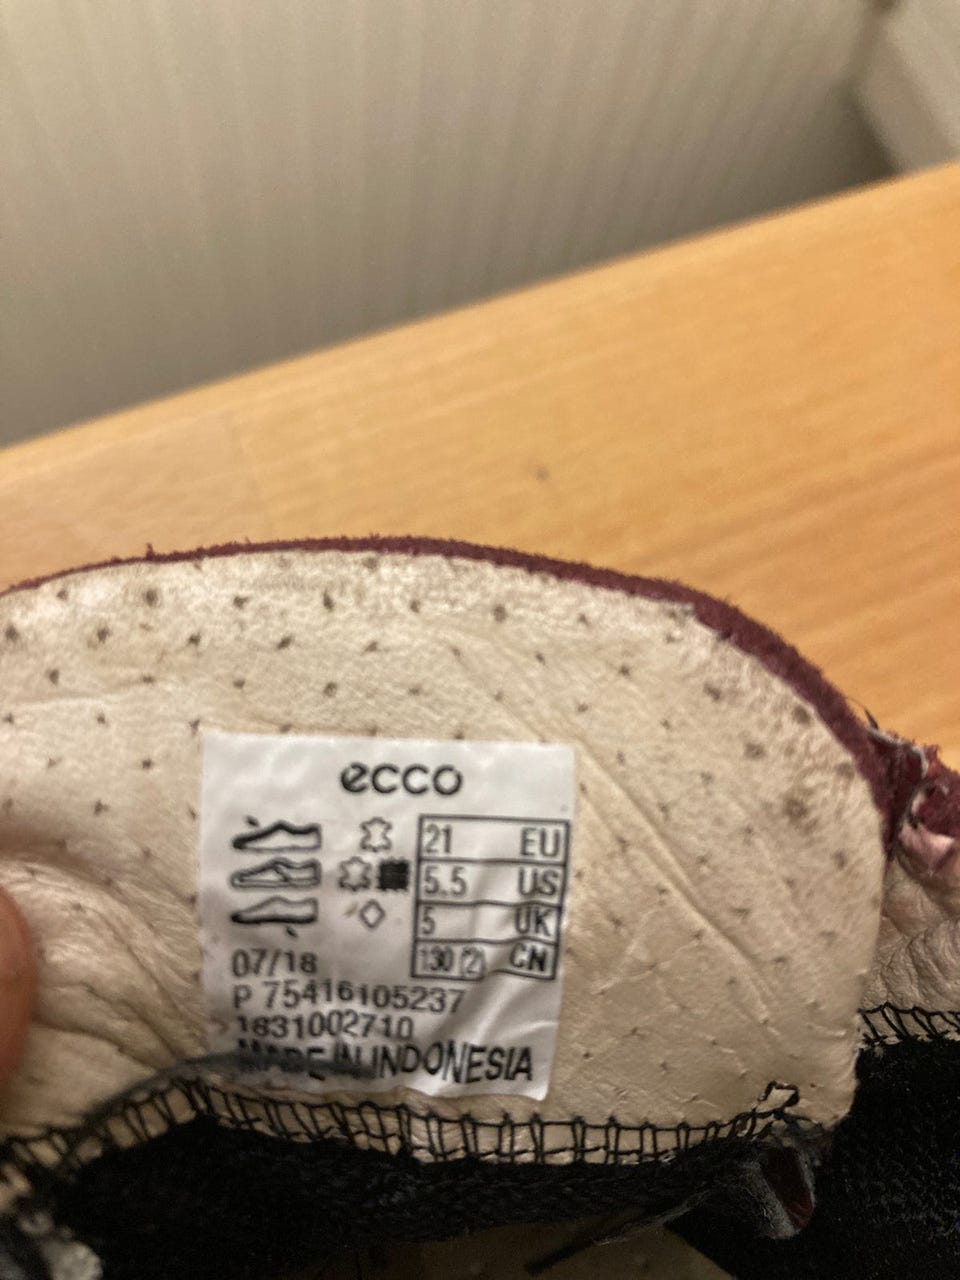 ecco
21 EU
5.5 US
5 UK
130 (2) CN
07/18
P 75416105237
1831002710
MADE IN INDONESIA